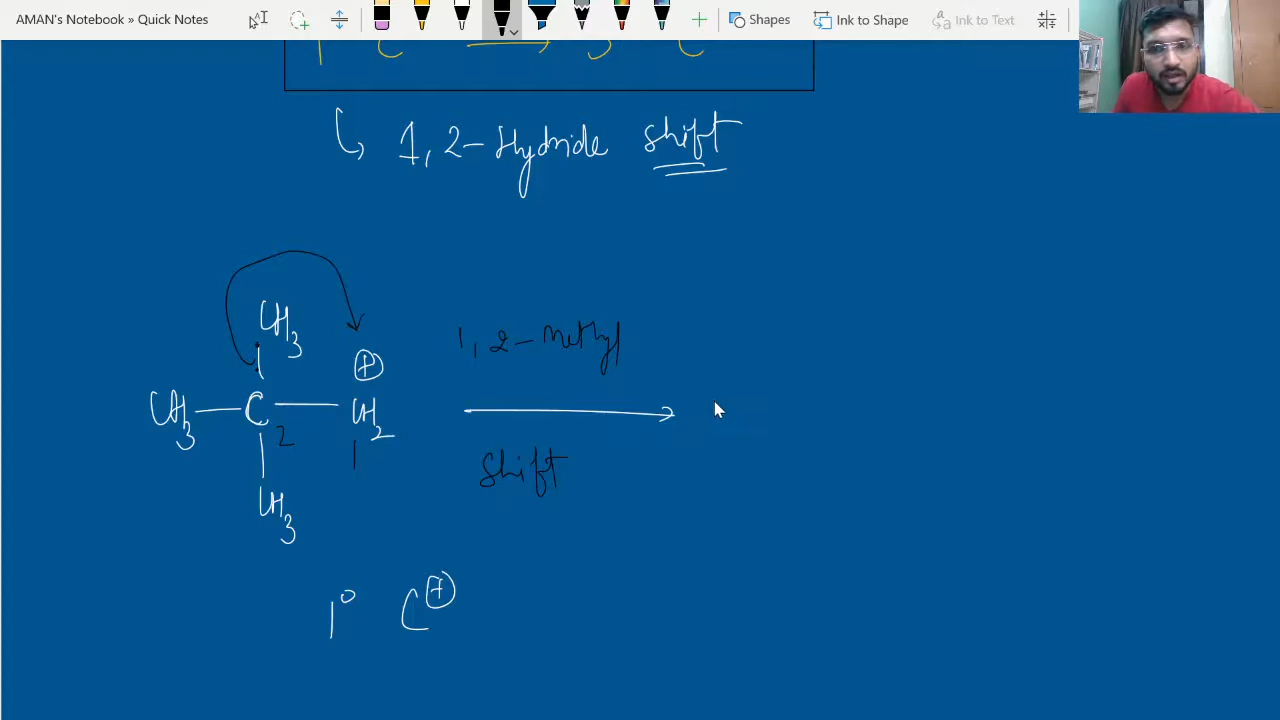 AMAN's Notebook » Quick Notes
Shapes
Ink to Shape
Ink to Text
1,2-Hydride shift
CH3
⊕
1,2-Methyl
CH3—C—CH2
2
1
shift
CH3
1° C⊕